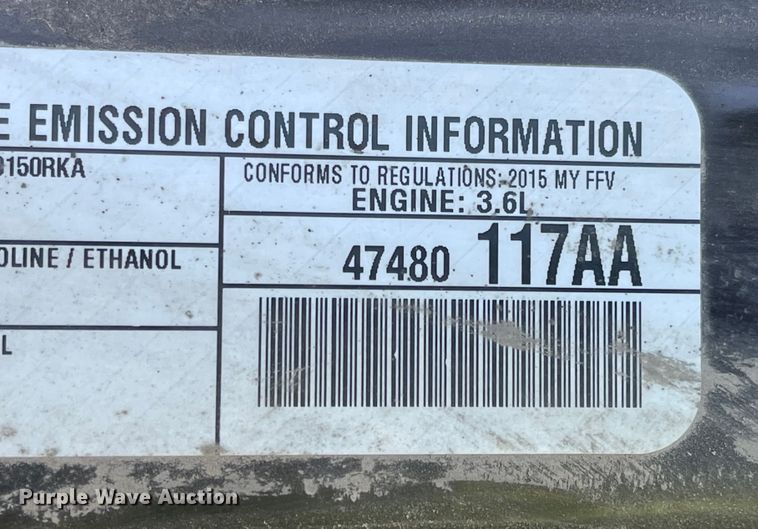 EMISSION CONTROL INFORMATION
150RKA
CONFORMS TO REGULATIONS: 2015 MY FFV
ENGINE: 3.6L
OLINE / ETHANOL
47480 117AA
L
Purple Wave Auction